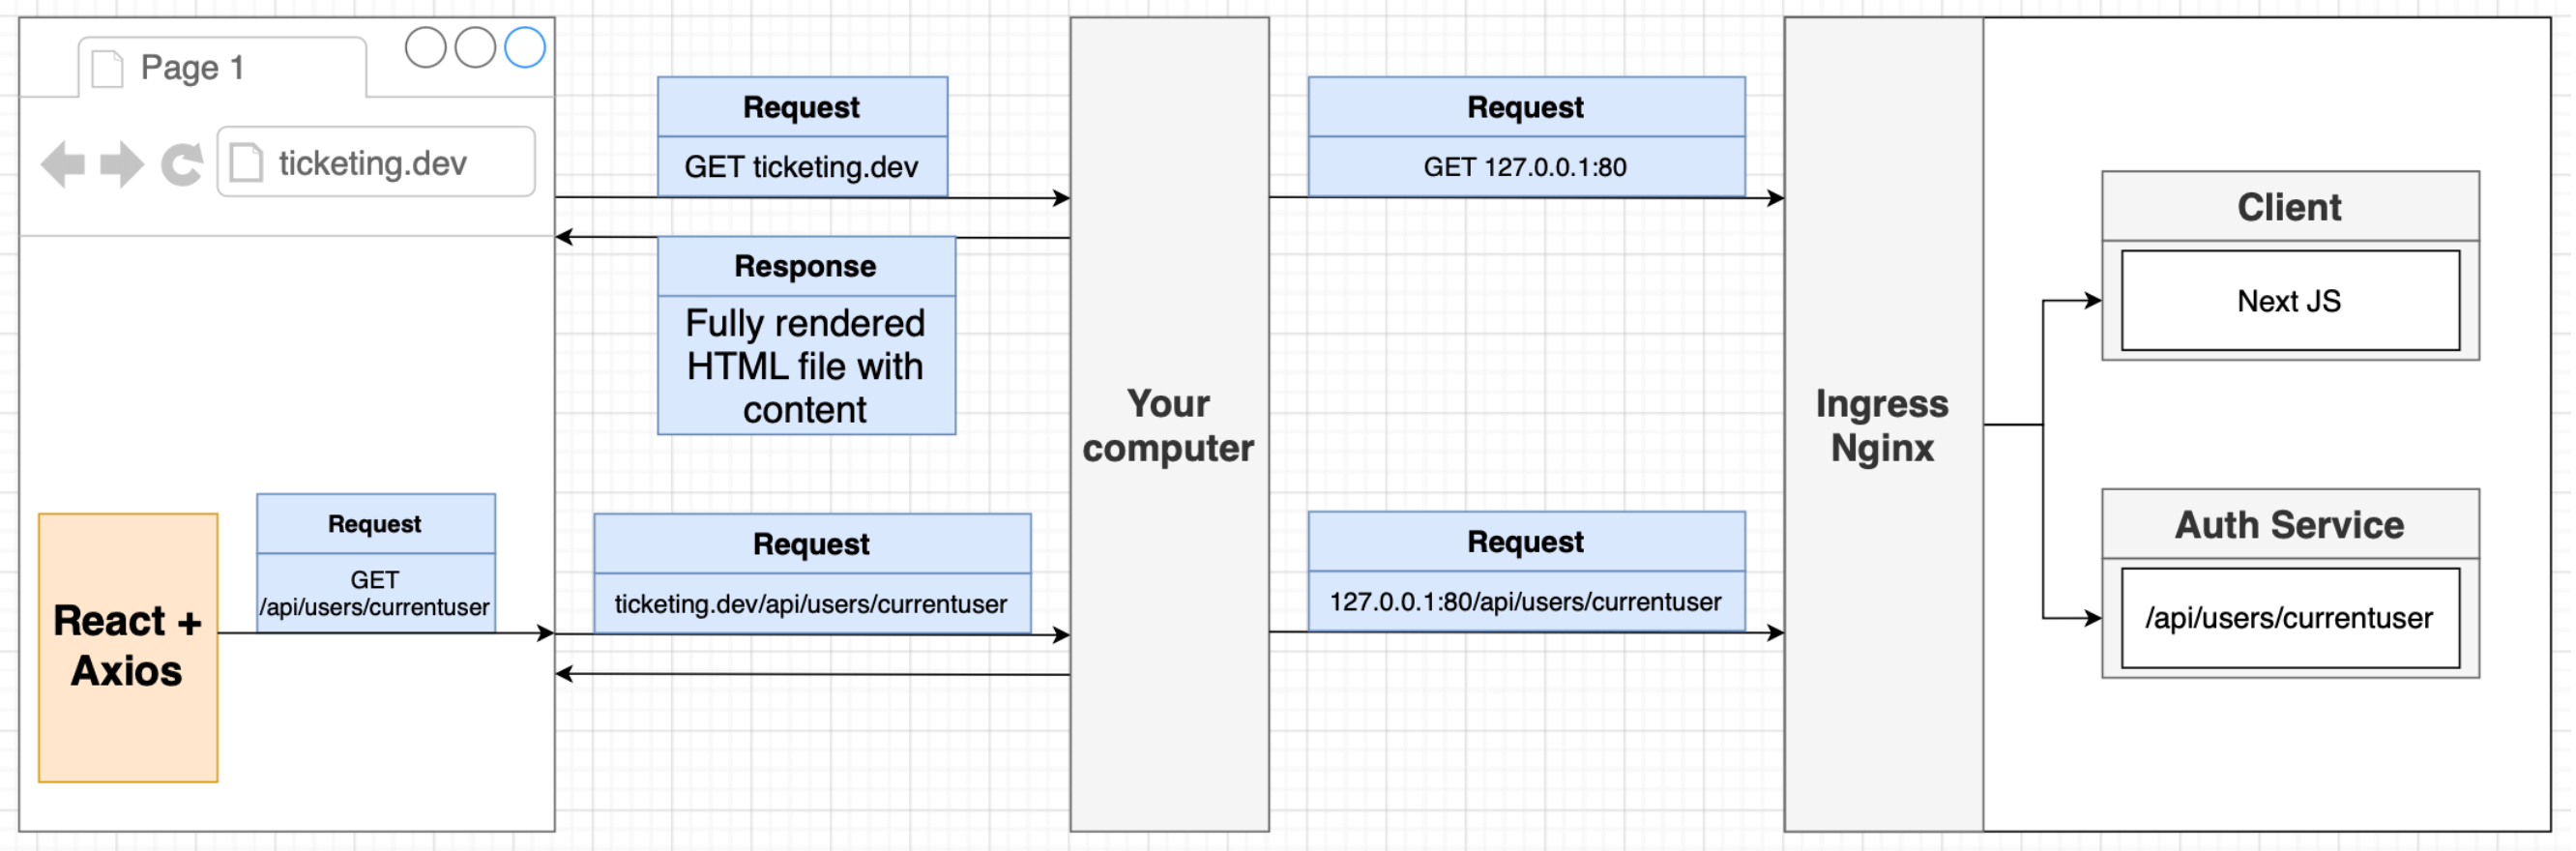 Page 1
ticketing.dev
Request
GET ticketing.dev
Response
Fully rendered
HTML file with
content
React +
Axios
Request
GET
/api/users/currentuser
Request
ticketing.dev/api/users/currentuser
Your
computer
Request
GET 127.0.0.1:80
Request
127.0.0.1:80/api/users/currentuser
Ingress
Nginx
Client
Next JS
Auth Service
/api/users/currentuser